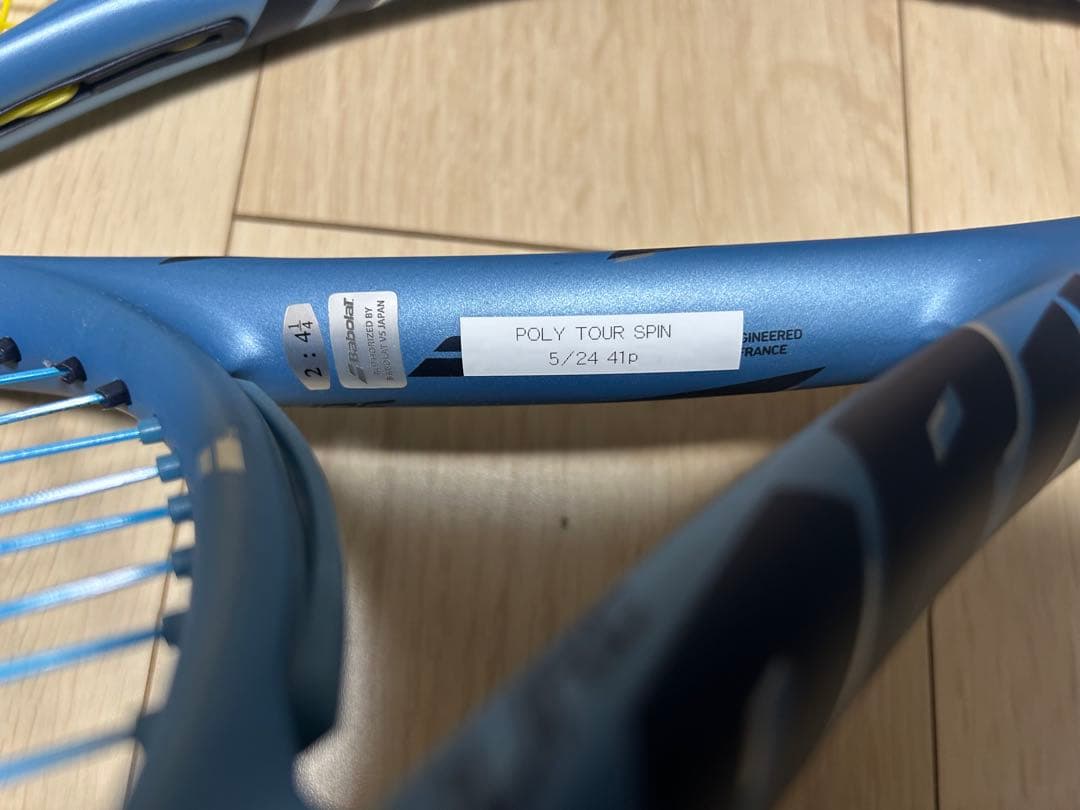 2 : 4 1/4
Babolat
AUTHORIZED BY
BABOLAT VS JAPAN
POLY TOUR SPIN
5/24 41p
GINEERED
FRANCE